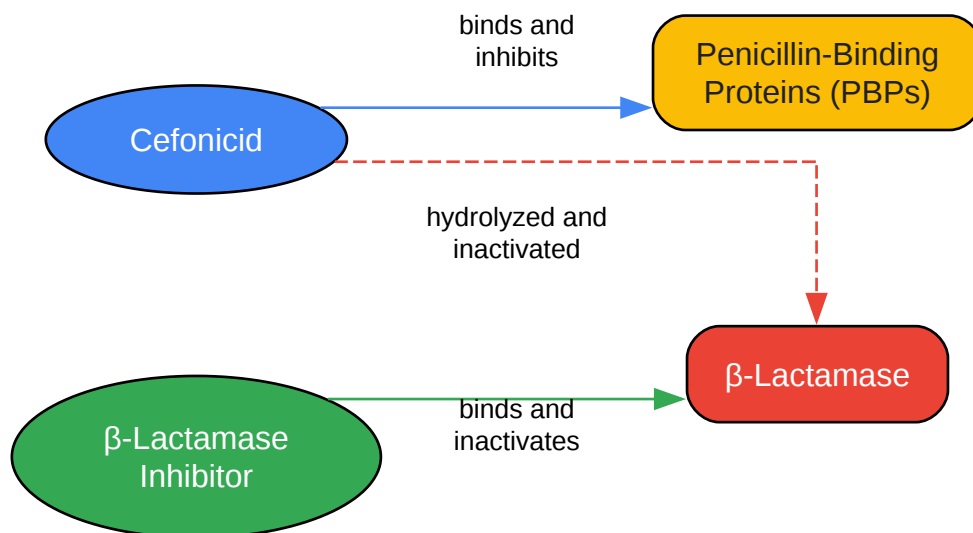 binds and
inhibits
Penicillin-Binding
Proteins (PBPs)
Cefonicid
hydrolyzed and
inactivated
β-Lactamase
binds and
inactivates
β-Lactamase
Inhibitor